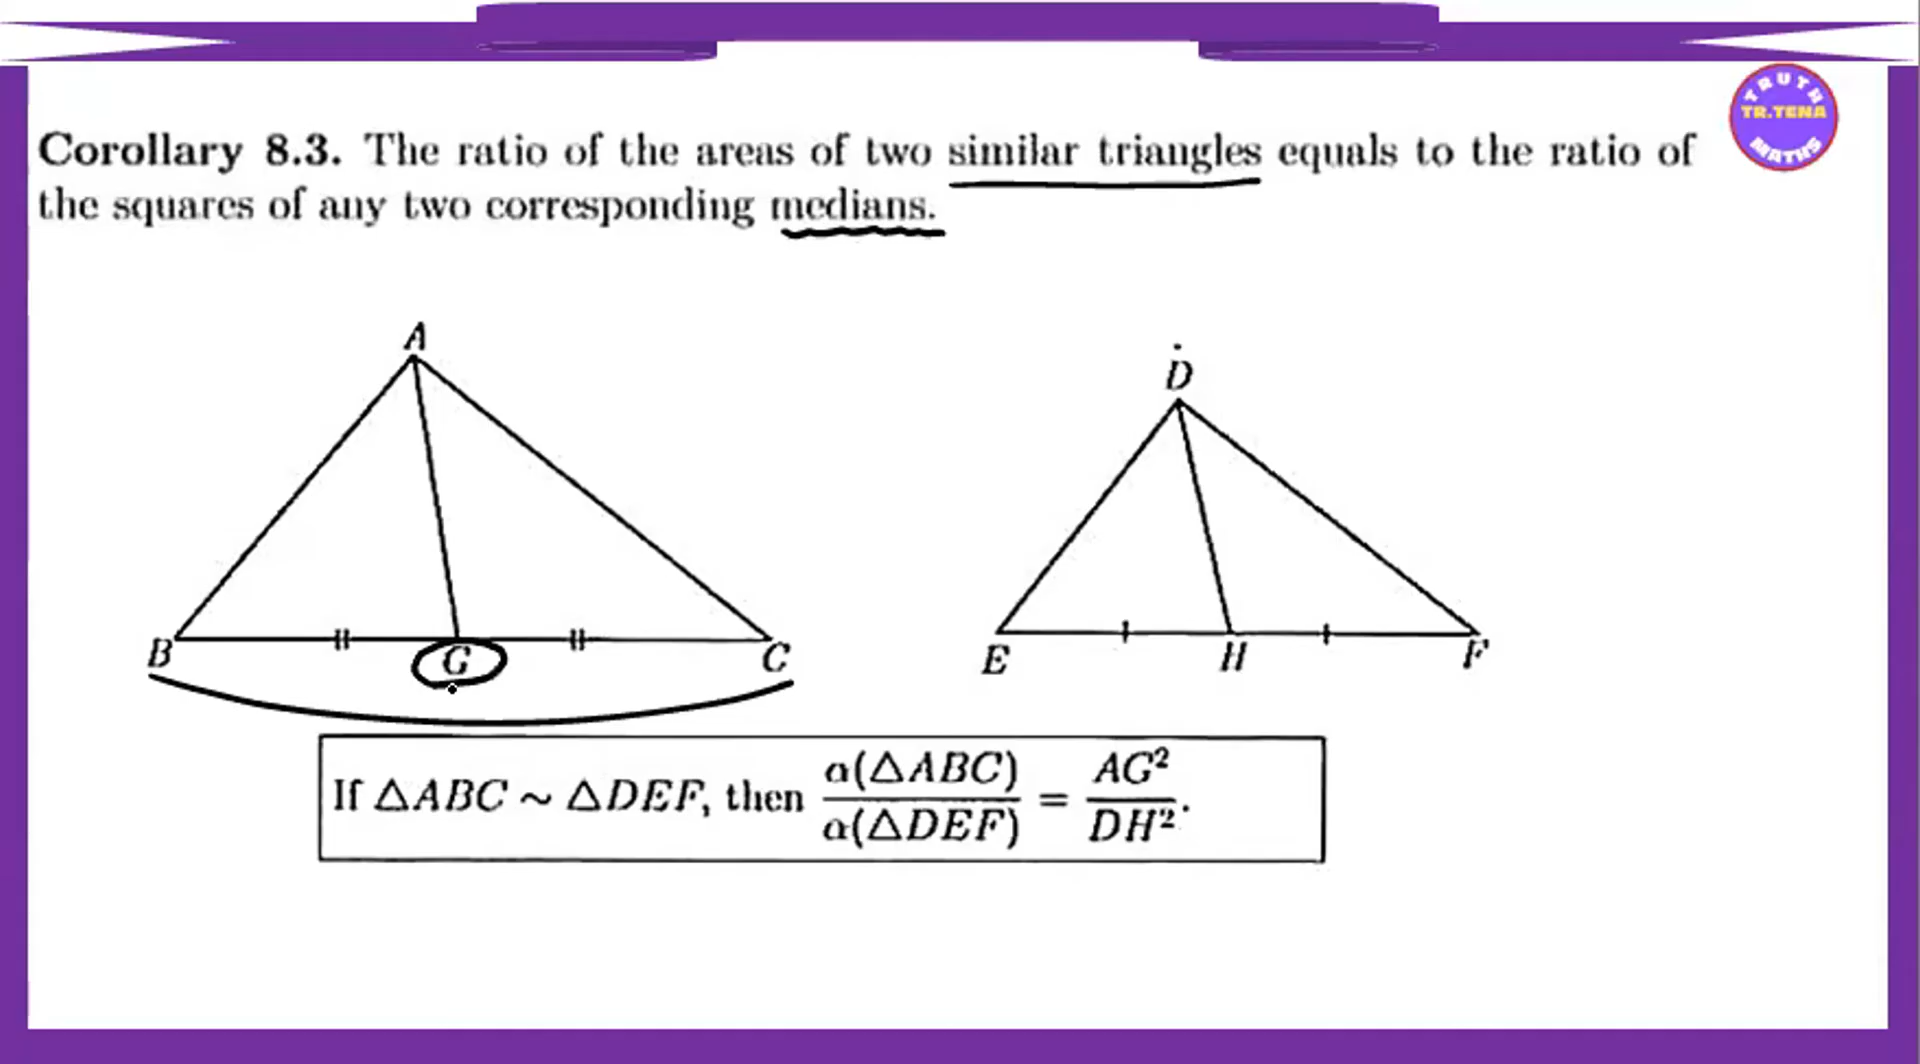 TRUTH
TR.TENA
MATHS
Corollary 8.3. The ratio of the areas of two similar triangles equals to the ratio of
the squares of any two corresponding medians.
A
D
B G C
E H F
If △ABC ~ △DEF, then α(△ABC)/α(△DEF) = AG²/DH².